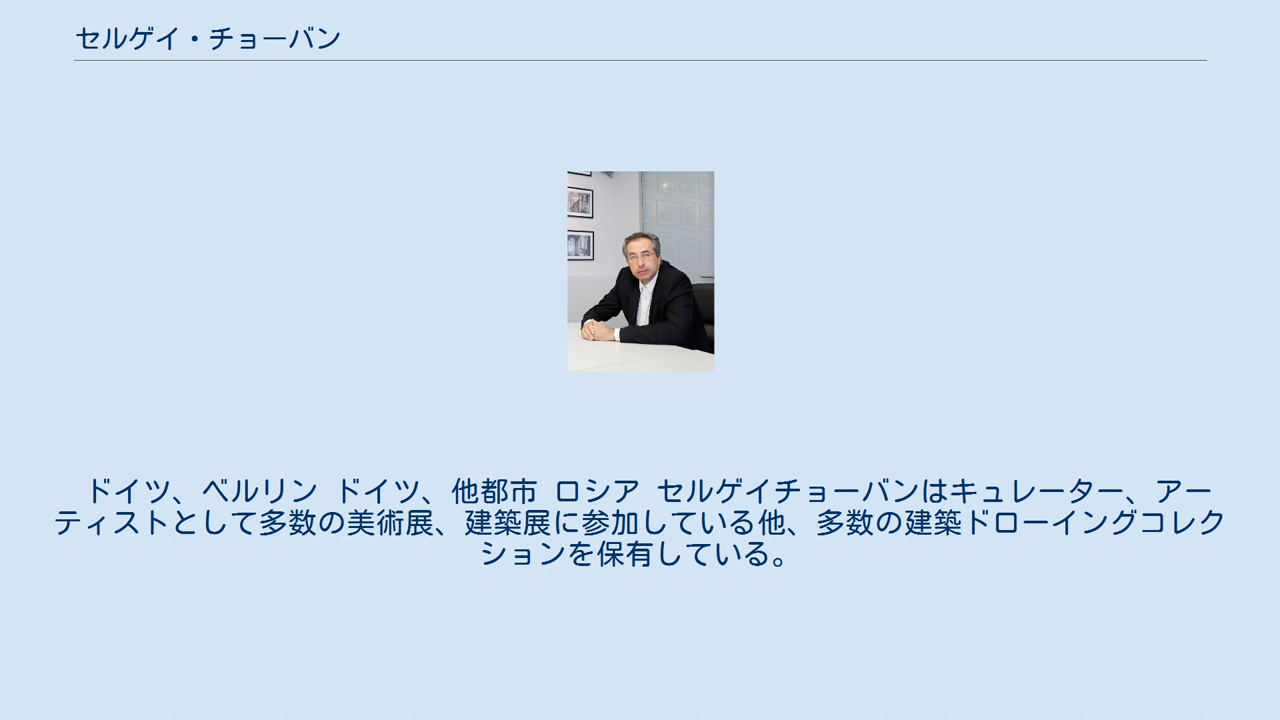 セルゲイ・チョーバン
ドイツ、ベルリン ドイツ、他都市 ロシア セルゲイチョーバンはキュレーター、アー
ティストとして多数の美術展、建築展に参加している他、多数の建築ドローイングコレク
ションを保有している。